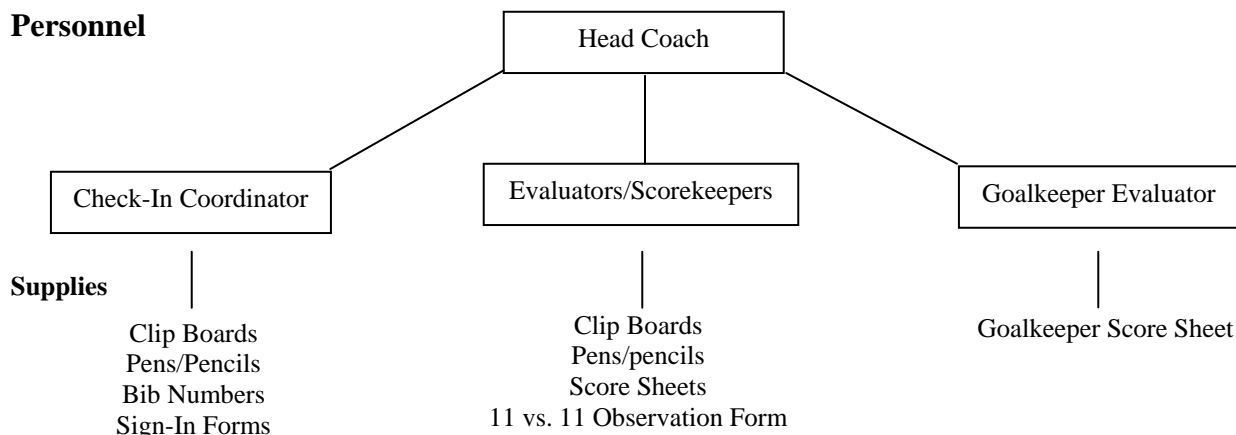 Personnel
Head Coach
Check-In Coordinator
Evaluators/Scorekeepers
Goalkeeper Evaluator
Supplies
Clip Boards
Pens/Pencils
Bib Numbers
Sign-In Forms
Clip Boards
Pens/pencils
Score Sheets
11 vs. 11 Observation Form
Goalkeeper Score Sheet